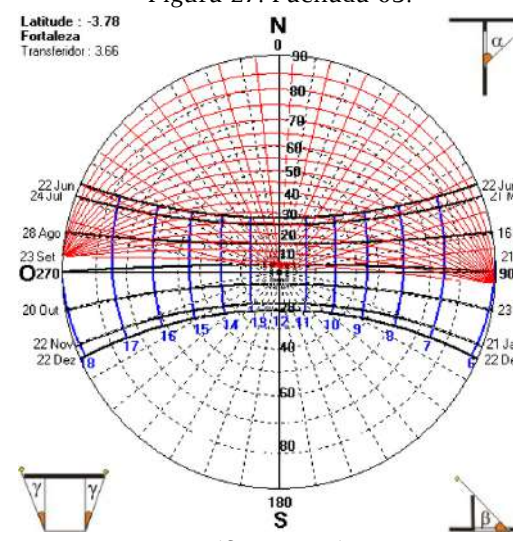 Figura 27: Fachada 03.
Latitude : -3.78
Fortaleza
Transferidor : 3.66
N
0
90
80
70
60
50
40
30
20
10
α
22 Jun
24 Jul
28 Ago
23 Set
O270
20 Out
22 Nov
22 Dez
22 Ju
21 M
16
21
90
23
21 Ja
22 De
18
17
16
15
14
13
12
11
10
9
8
7
6
20
40
60
80
180
S
γ
γ
β